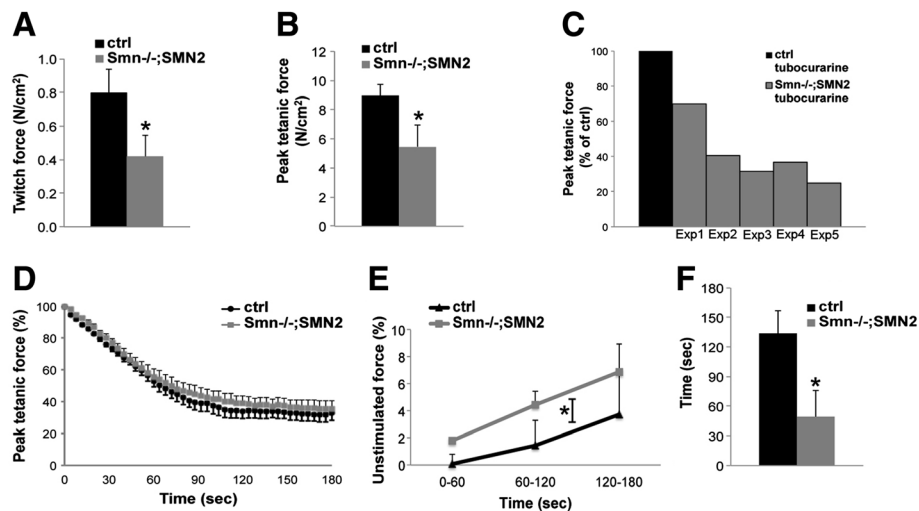 A
ctrl
Smn-/-;SMN2
Twitch force (N/cm²)
1.0
0.8
0.6
0.4
0.2
0.0
*
B
ctrl
Smn-/-;SMN2
Peak tetanic force
(N/cm²)
12
10
8
6
4
2
0
*
C
Peak tetanic force
(% of ctrl)
100
80
60
40
20
0
ctrl
tubocurarine
Smn-/-;SMN2
tubocurarine
Exp1 Exp2 Exp3 Exp4 Exp5
D
Peak tetanic force (%)
100
80
60
40
20
0
ctrl
Smn-/-;SMN2
0 30 60 90 120 150 180
Time (sec)
E
ctrl
Smn-/-;SMN2
Unstimulated force (%)
10
8
6
4
2
0
*
0-60 60-120 120-180
Time (sec)
F
ctrl
Smn-/-;SMN2
Time (sec)
180
150
120
90
60
30
0
*